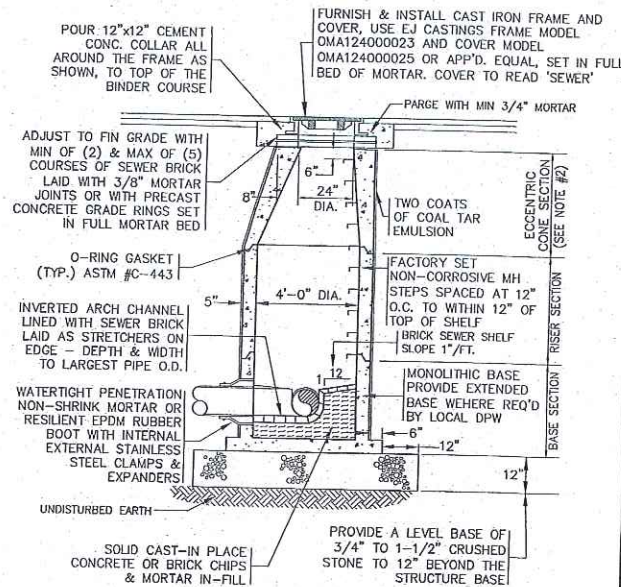 POUR 12"x12" CEMENT
CONC. COLLAR ALL
AROUND THE FRAME AS
SHOWN, TO TOP OF THE
BINDER COURSE
FURNISH & INSTALL CAST IRON FRAME AND
COVER, USE EJ CASTINGS FRAME MODEL
OMA124000023 AND COVER MODEL
OMA124000025 OR APP'D. EQUAL, SET IN FULL
BED OF MORTAR. COVER TO READ 'SEWER'
PARGE WITH MIN 3/4" MORTAR
ADJUST TO FIN GRADE WITH
MIN OF (2) & MAX OF (5)
COURSES OF SEWER BRICK
LAID WITH 3/8" MORTAR
JOINTS OR WITH PRECAST
CONCRETE GRADE RINGS SET
IN FULL MORTAR BED
6"
8"
24"
DIA.
TWO COATS
OF COAL TAR
EMULSION
ECCENTRIC
CONE SECTION
(SEE NOTE #2)
O-RING GASKET
(TYP.) ASTM #C-443
FACTORY SET
NON-CORROSIVE MH
STEPS SPACED AT 12"
O.C. TO WITHIN 12" OF
TOP OF SHELF
RISER SECTION
5"
4'-0" DIA.
INVERTED ARCH CHANNEL
LINED WITH SEWER BRICK
LAID AS STRETCHERS ON
EDGE - DEPTH & WIDTH
TO LARGEST PIPE O.D.
BRICK SEWER SHELF
SLOPE 1"/FT.
12
1
MONOLITHIC BASE
PROVIDE EXTENDED
BASE WEHERE REQ'D
BY LOCAL DPW
BASE SECTION
WATERTIGHT PENETRATION
NON-SHRINK MORTAR OR
RESILIENT EPDM RUBBER
BOOT WITH INTERNAL
EXTERNAL STAINLESS
STEEL CLAMPS &
EXPANDERS
6"
12"
12"
UNDISTURBED EARTH
SOLID CAST-IN PLACE
CONCRETE OR BRICK CHIPS
& MORTAR IN-FILL
PROVIDE A LEVEL BASE OF
3/4" TO 1-1/2" CRUSHED
STONE TO 12" BEYOND THE
STRUCTURE BASE